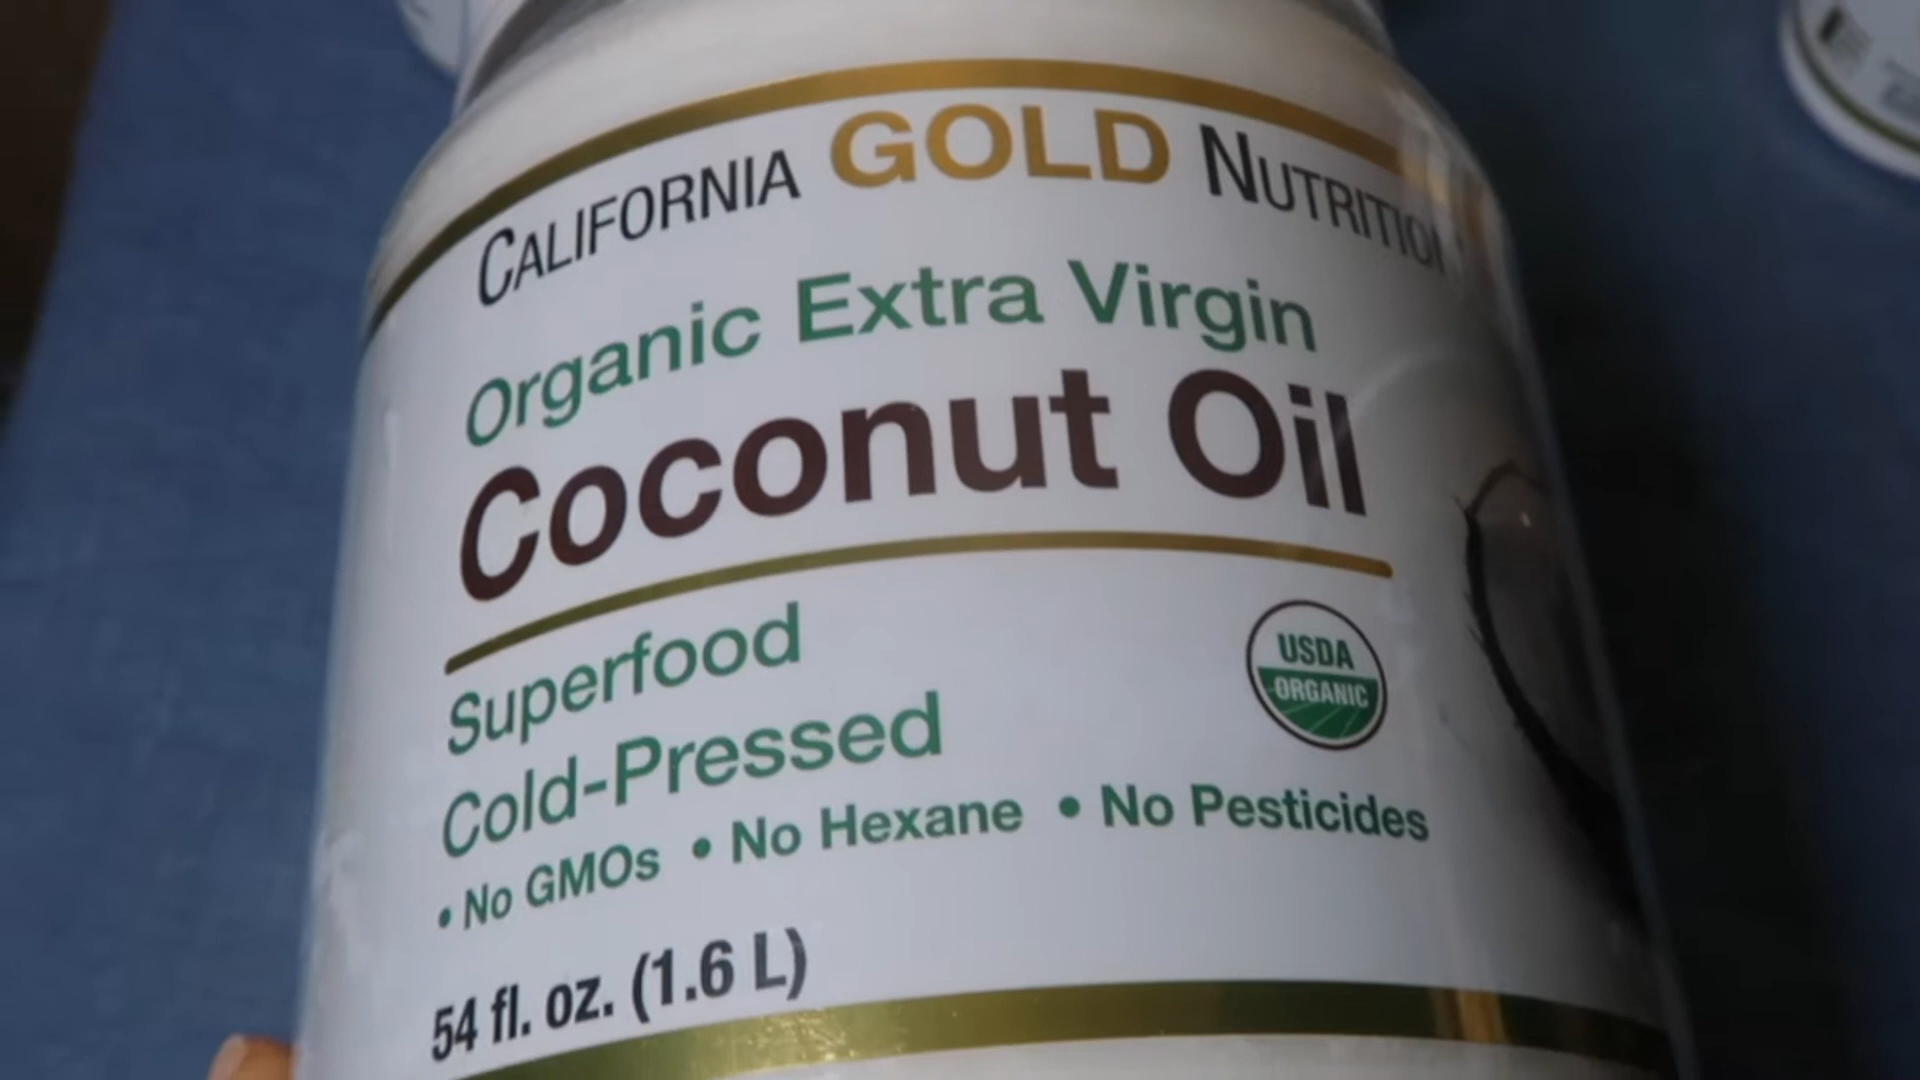 CALIFORNIA GOLD NUTRITION
Organic Extra Virgin
Coconut Oil
Superfood
Cold-Pressed
USDA
ORGANIC
• No GMOs • No Hexane • No Pesticides
54 fl. oz. (1.6 L)